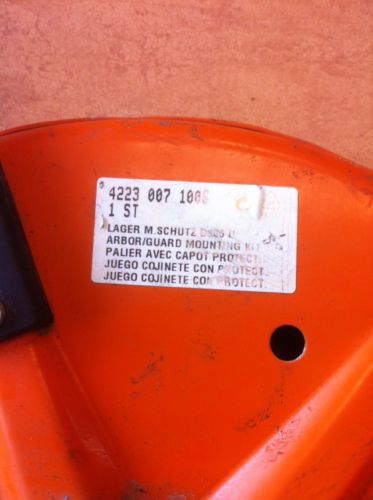 4223 007 1006
1 ST
LAGER M.SCHUTZ
ARBOR/GUARD MOUNTING KIT
PALIER AVEC CAPOT PROTECT.
JUEGO COJINETE CON PROTECT.
JUEGO COJINETE CON PROTECT.